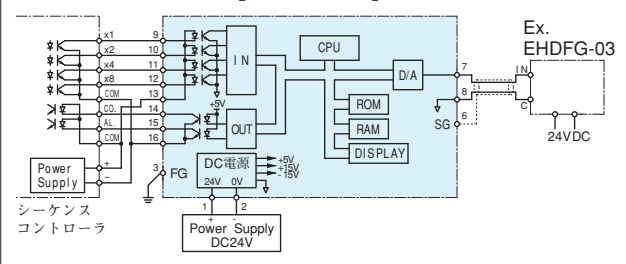 x1 9
x2 10
x4 11
x8 12
COM 13
CO. 14
AL. 15
COM 16
+
−
Power
Supply
シーケンス
コントローラ
IN
+5V
OUT
3
FG
DC電源
24V 0V
+5V
+15V
-15V
1 2
+ -
Power Supply
DC24V
CPU
D/A
ROM
RAM
DISPLAY
7
8
SG 6
Ex.
EHDFG-03
IN
C
24VDC